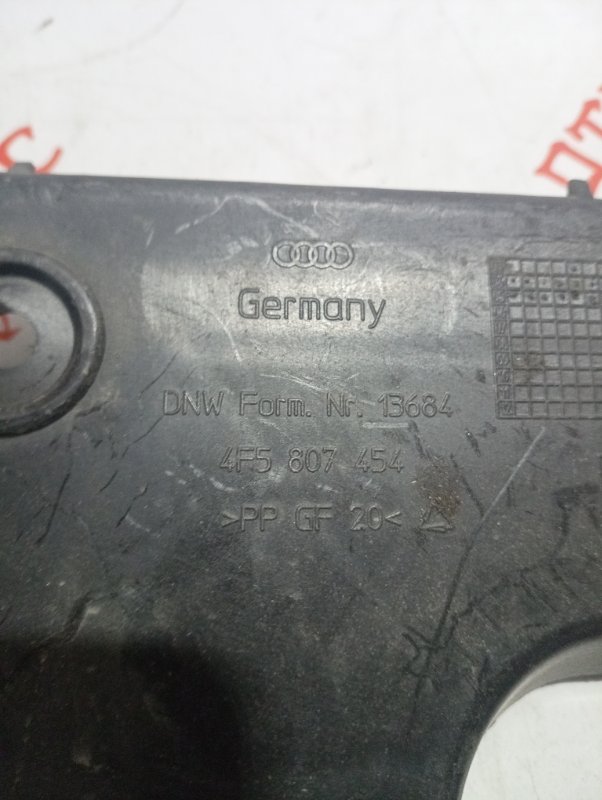 Germany
DNW Form. Nr. 13684
4F5 807 454
>PP GF 20<